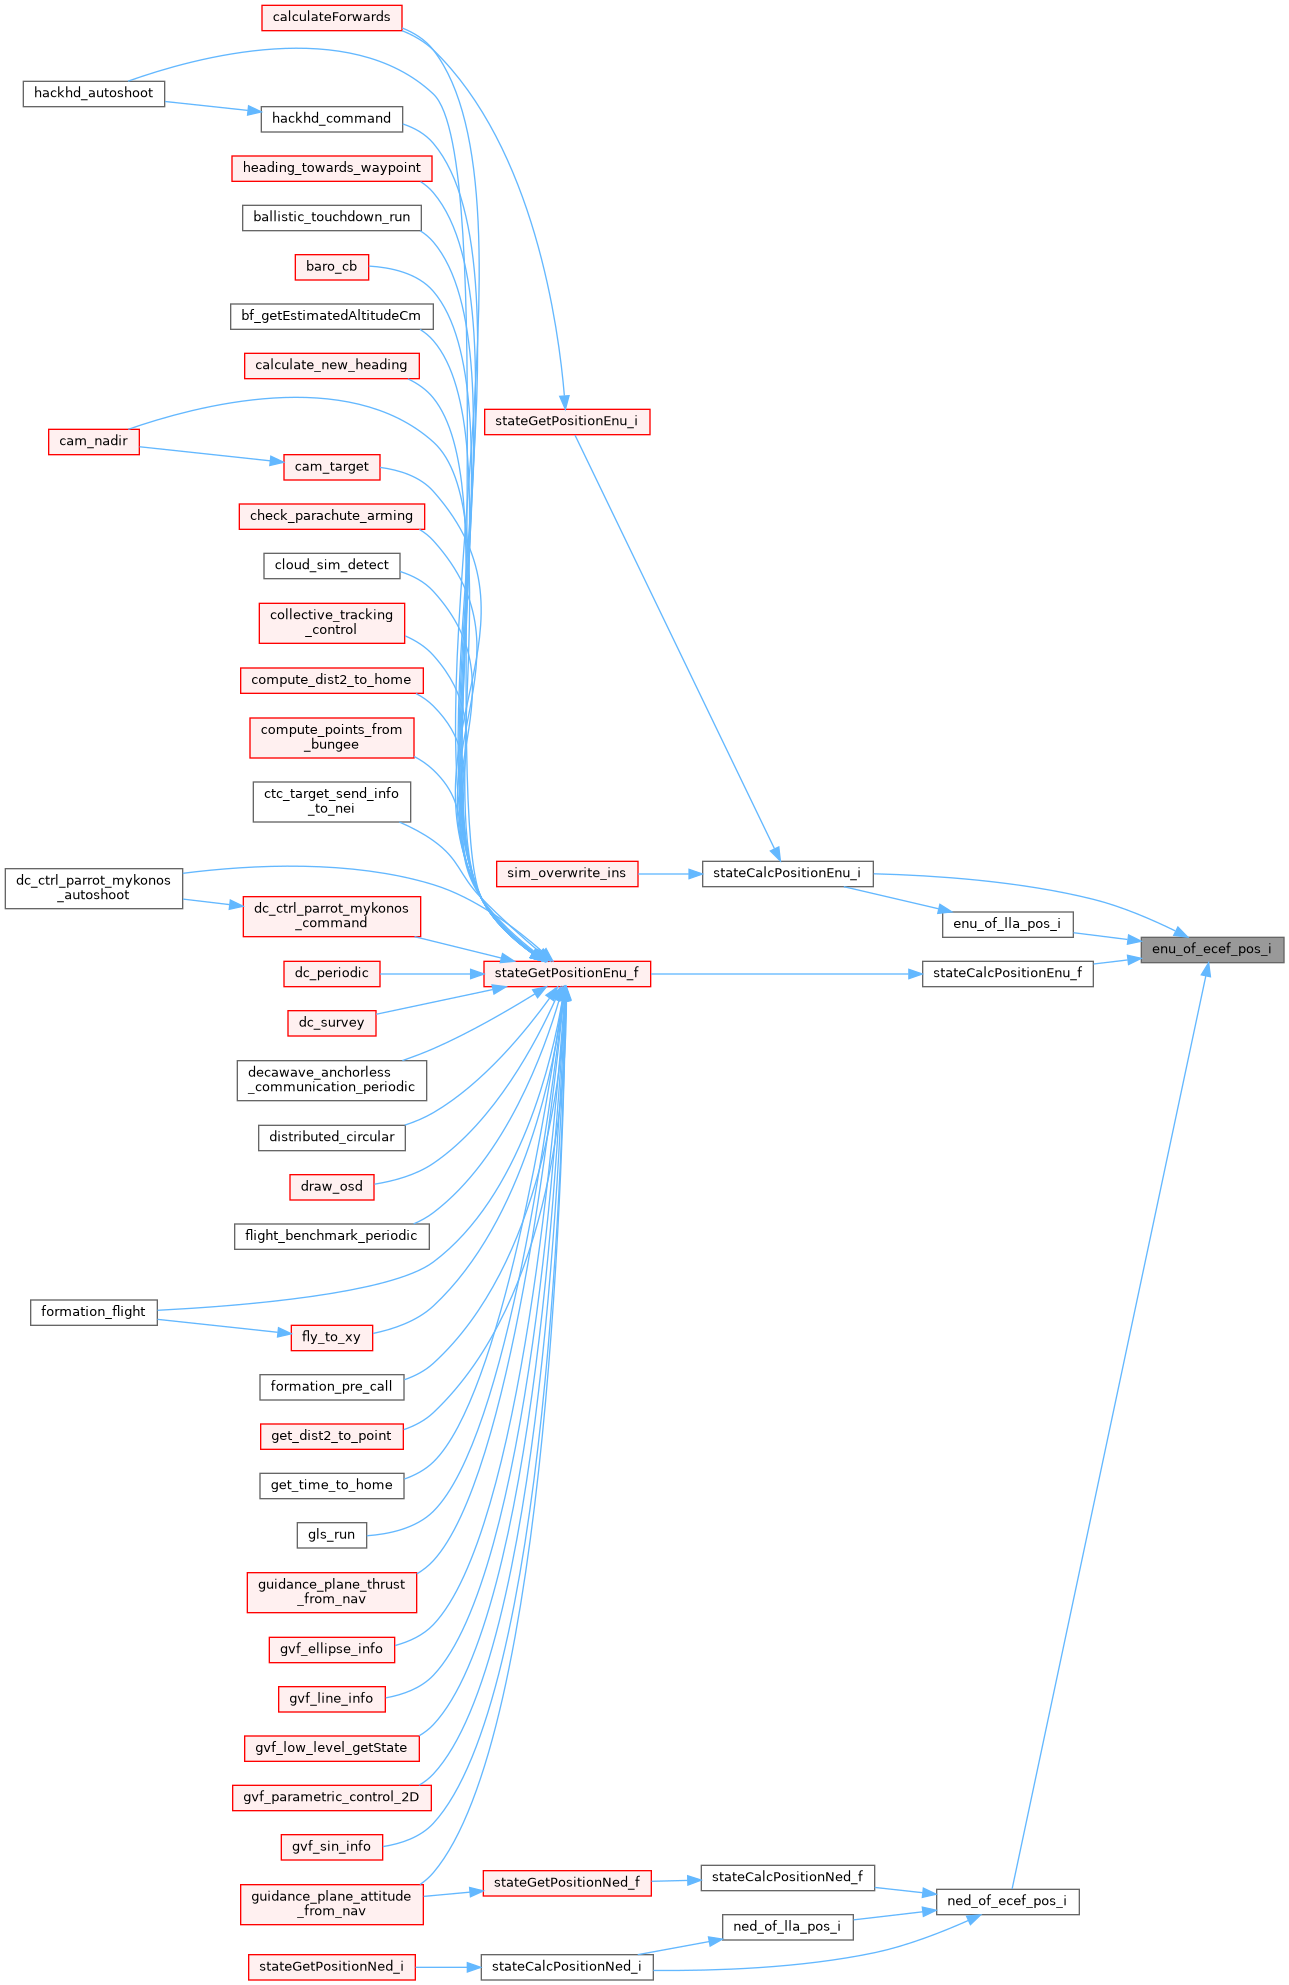 calculateForwards
hackhd_autoshoot
hackhd_command
heading_towards_waypoint
ballistic_touchdown_run
baro_cb
bf_getEstimatedAltitudeCm
calculate_new_heading
stateGetPositionEnu_i
cam_nadir
cam_target
check_parachute_arming
cloud_sim_detect
collective_tracking
_control
compute_dist2_to_home
compute_points_from
_bungee
ctc_target_send_info
_to_nei
sim_overwrite_ins
stateCalcPositionEnu_i
dc_ctrl_parrot_mykonos
_autoshoot
dc_ctrl_parrot_mykonos
_command
enu_of_lla_pos_i
enu_of_ecef_pos_i
dc_periodic
stateGetPositionEnu_f
stateCalcPositionEnu_f
dc_survey
decawave_anchorless
_communication_periodic
distributed_circular
draw_osd
flight_benchmark_periodic
formation_flight
fly_to_xy
formation_pre_call
get_dist2_to_point
get_time_to_home
gls_run
guidance_plane_thrust
_from_nav
gvf_ellipse_info
gvf_line_info
gvf_low_level_getState
gvf_parametric_control_2D
gvf_sin_info
guidance_plane_attitude
_from_nav
stateGetPositionNed_f
stateCalcPositionNed_f
ned_of_ecef_pos_i
ned_of_lla_pos_i
stateGetPositionNed_i
stateCalcPositionNed_i